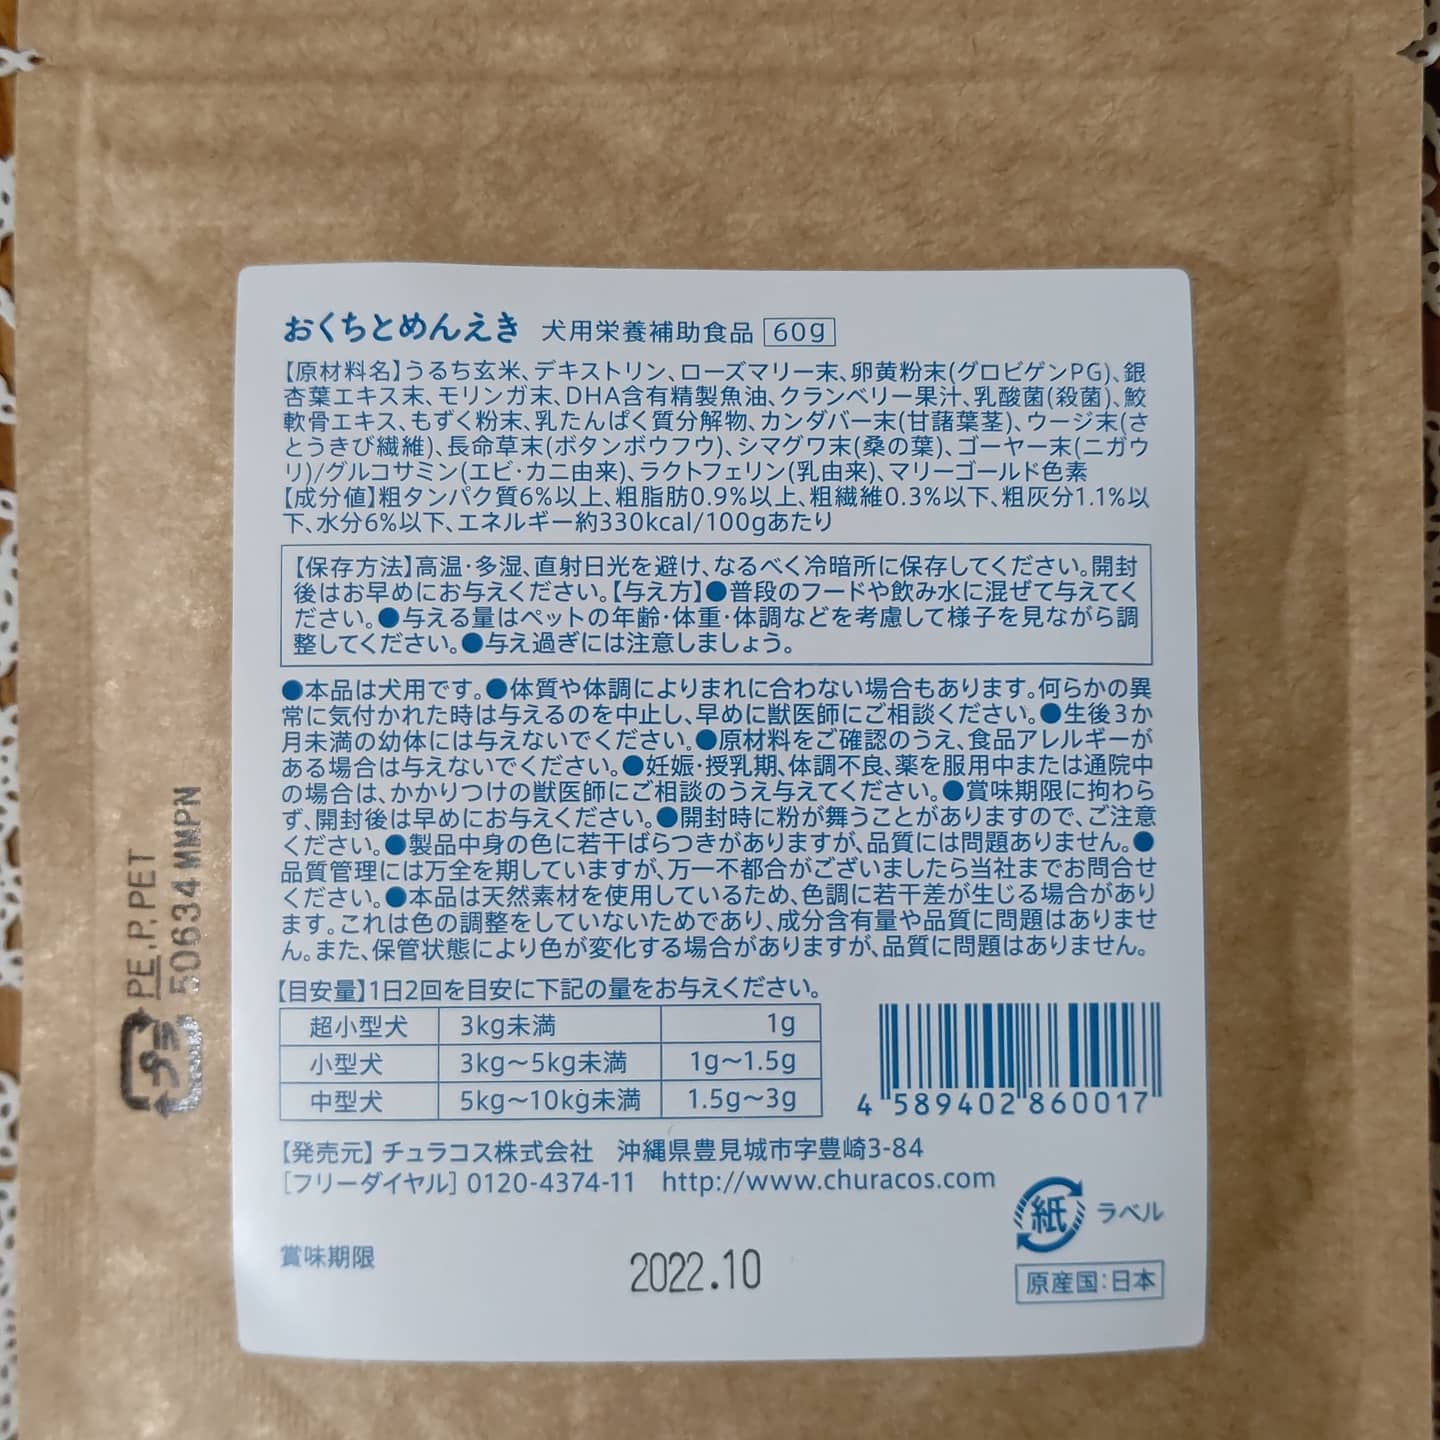 おくちとめんえき 犬用栄養補助食品 60g
【原材料名】うるち玄米、デキストリン、ローズマリー末、卵黄粉末(グロビゲンPG)、銀
杏葉エキス末、モリンガ末、DHA含有精製魚油、クランベリー果汁、乳酸菌(殺菌)、鮫
軟骨エキス、もずく粉末、乳たんぱく質分解物、カンダバー末(甘藷葉茎)、ウージ末(さ
とうきび繊維)、長命草末(ボタンボウフウ)、シマグワ末(桑の葉)、ゴーヤー末(ニガウ
リ)/グルコサミン(エビ・カニ由来)、ラクトフェリン(乳由来)、マリーゴールド色素
【成分値】粗タンパク質6%以上、粗脂肪0.9%以上、粗繊維0.3%以下、粗灰分1.1%以
下、水分6%以下、エネルギー約330kcal/100gあたり
【保存方法】高温・多湿、直射日光を避け、なるべく冷暗所に保存してください。開封
後はお早めにお与えください。【与え方】●普段のフードや飲み水に混ぜて与えてく
ださい。●与える量はペットの年齢・体重・体調などを考慮して様子を見ながら調
整してください。●与え過ぎには注意しましょう。
●本品は犬用です。●体質や体調によりまれに合わない場合もあります。何らかの異
常に気付かれた時は与えるのを中止し、早めに獣医師にご相談ください。●生後3か
月未満の幼体には与えないでください。●原材料をご確認のうえ、食品アレルギーが
ある場合は与えないでください。●妊娠・授乳期、体調不良、薬を服用中または通院中
の場合は、かかりつけの獣医師にご相談のうえ与えてください。●賞味期限に拘わら
ず、開封後は早めにお与えください。●開封時に粉が舞うことがありますので、ご注意
ください。●製品中身の色に若干ばらつきがありますが、品質には問題ありません。●
品質管理には万全を期していますが、万一不都合がございましたら当社までお問合せ
ください。●本品は天然素材を使用しているため、色調に若干差が生じる場合があり
ます。これは色の調整をしていないためであり、成分含有量や品質に問題はありませ
ん。また、保管状態により色が変化する場合がありますが、品質に問題はありません。
【目安量】1日2回を目安に下記の量をお与えください。
超小型犬 3kg未満 1g
小型犬 3kg～5kg未満 1g～1.5g
中型犬 5kg～10kg未満 1.5g～3g
4 589402 860017
【発売元】チュラコス株式会社 沖縄県豊見城市字豊崎3-84
[フリーダイヤル] 0120-4374-11 http://www.churacos.com
紙 ラベル
賞味期限 2022.10
原産国:日本
プラ PE,P,PET
50634 MMPN